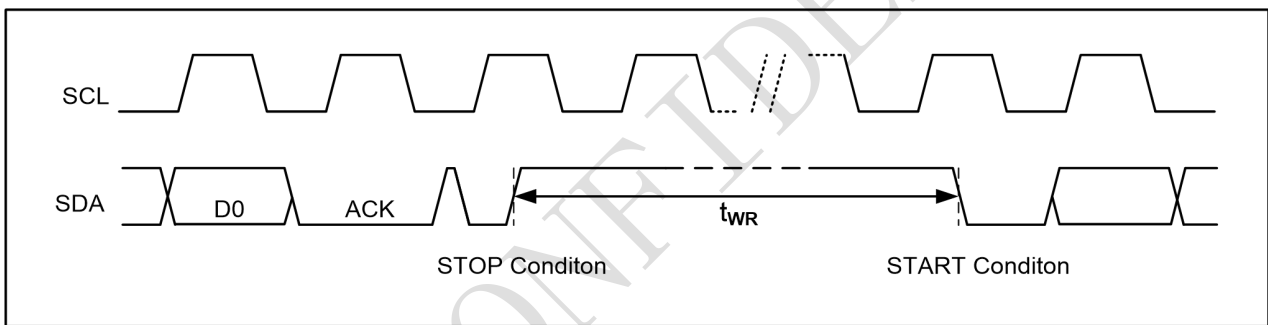 SCL
SDA
D0
ACK
tWR
STOP Conditon
START Conditon